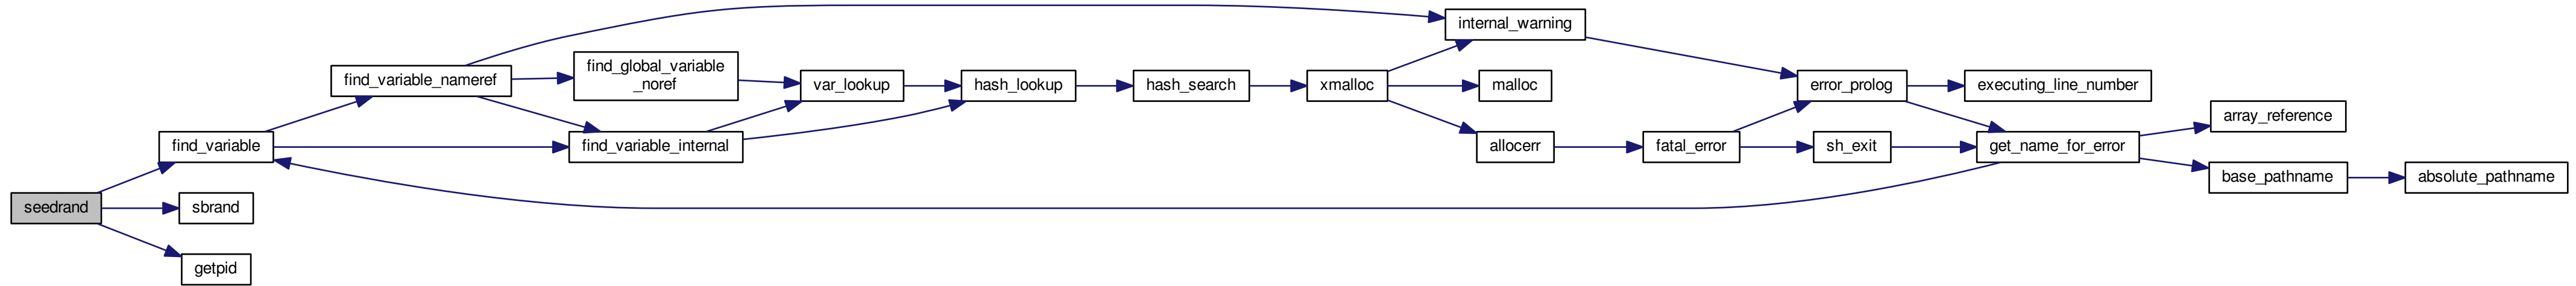 seedrand
find_variable
sbrand
getpid
find_variable_nameref
find_global_variable
_noref
find_variable_internal
var_lookup
hash_lookup
hash_search
xmalloc
internal_warning
malloc
allocerr
fatal_error
error_prolog
sh_exit
executing_line_number
get_name_for_error
array_reference
base_pathname
absolute_pathname